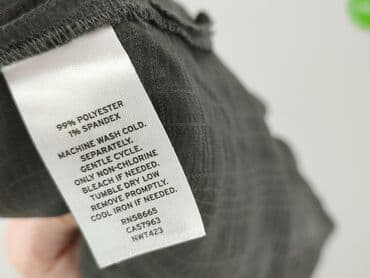 99% POLYESTER
1% SPANDEX
MACHINE WASH COLD.
SEPARATELY.
GENTLE CYCLE.
ONLY NON-CHLORINE
BLEACH IF NEEDED.
TUMBLE DRY LOW
REMOVE PROMPTLY.
COOL IRON IF NEEDED.
RN58665
CA57963
NWT423